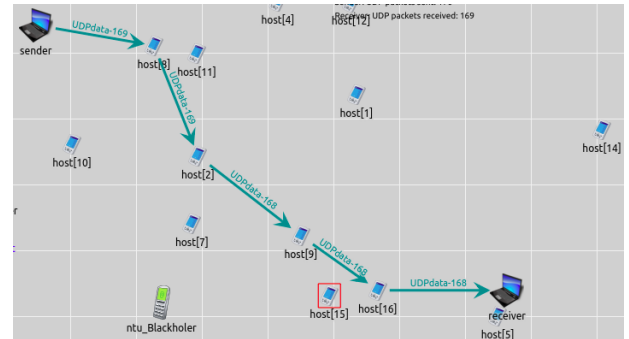 host[4]
host[12]
Receiver UDP packets received: 169
sender
UDPdata-169
host[8]
host[11]
UDPdata-169
host[1]
host[10]
host[14]
host[2]
UDPdata-168
host[7]
host[9]
UDPdata-168
UDPdata-168
host[15]
host[16]
receiver
host[5]
ntu_Blackholer